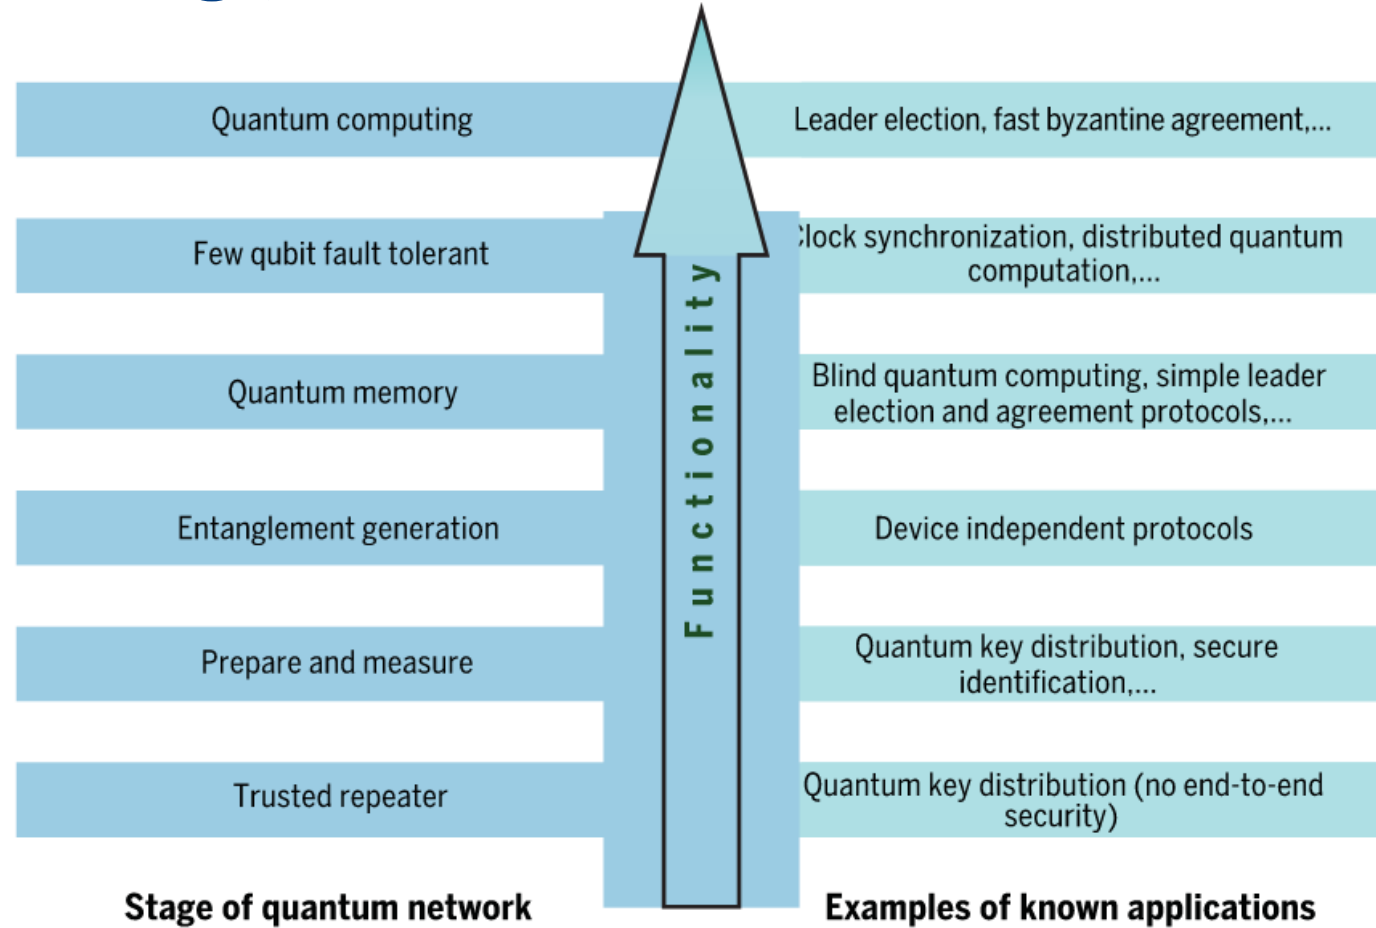 Quantum computing
Leader election, fast byzantine agreement,...
Few qubit fault tolerant
lock synchronization, distributed quantum
computation,...
Quantum memory
Blind quantum computing, simple leader
election and agreement protocols,...
Entanglement generation
Device independent protocols
Prepare and measure
Quantum key distribution, secure
identification,...
Trusted repeater
Quantum key distribution (no end-to-end
security)
Functionality
Stage of quantum network
Examples of known applications